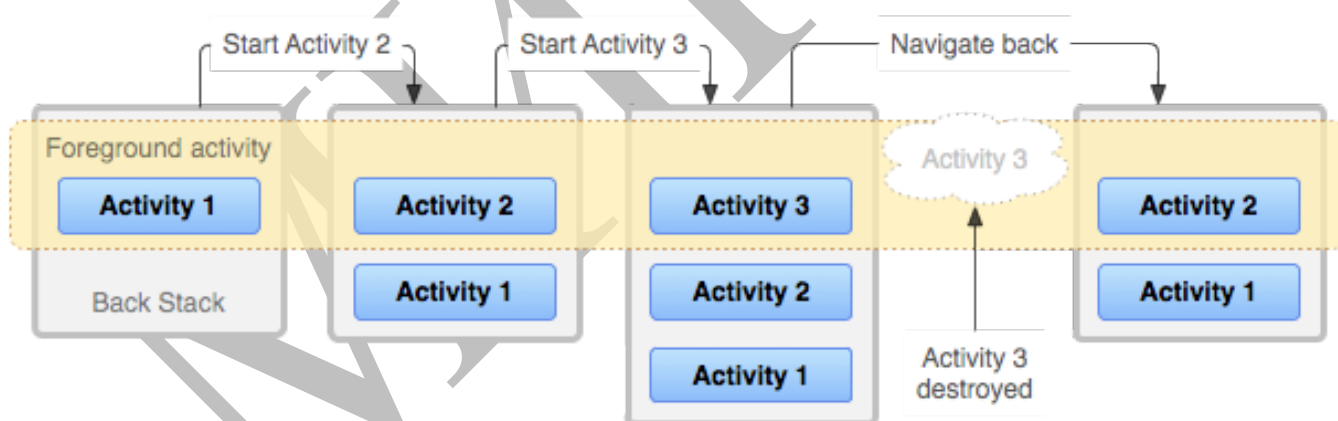 Start Activity 2
Start Activity 3
Navigate back
Foreground activity
Activity 1
Back Stack
Activity 2
Activity 1
Activity 3
Activity 2
Activity 1
Activity 3
Activity 3
destroyed
Activity 2
Activity 1